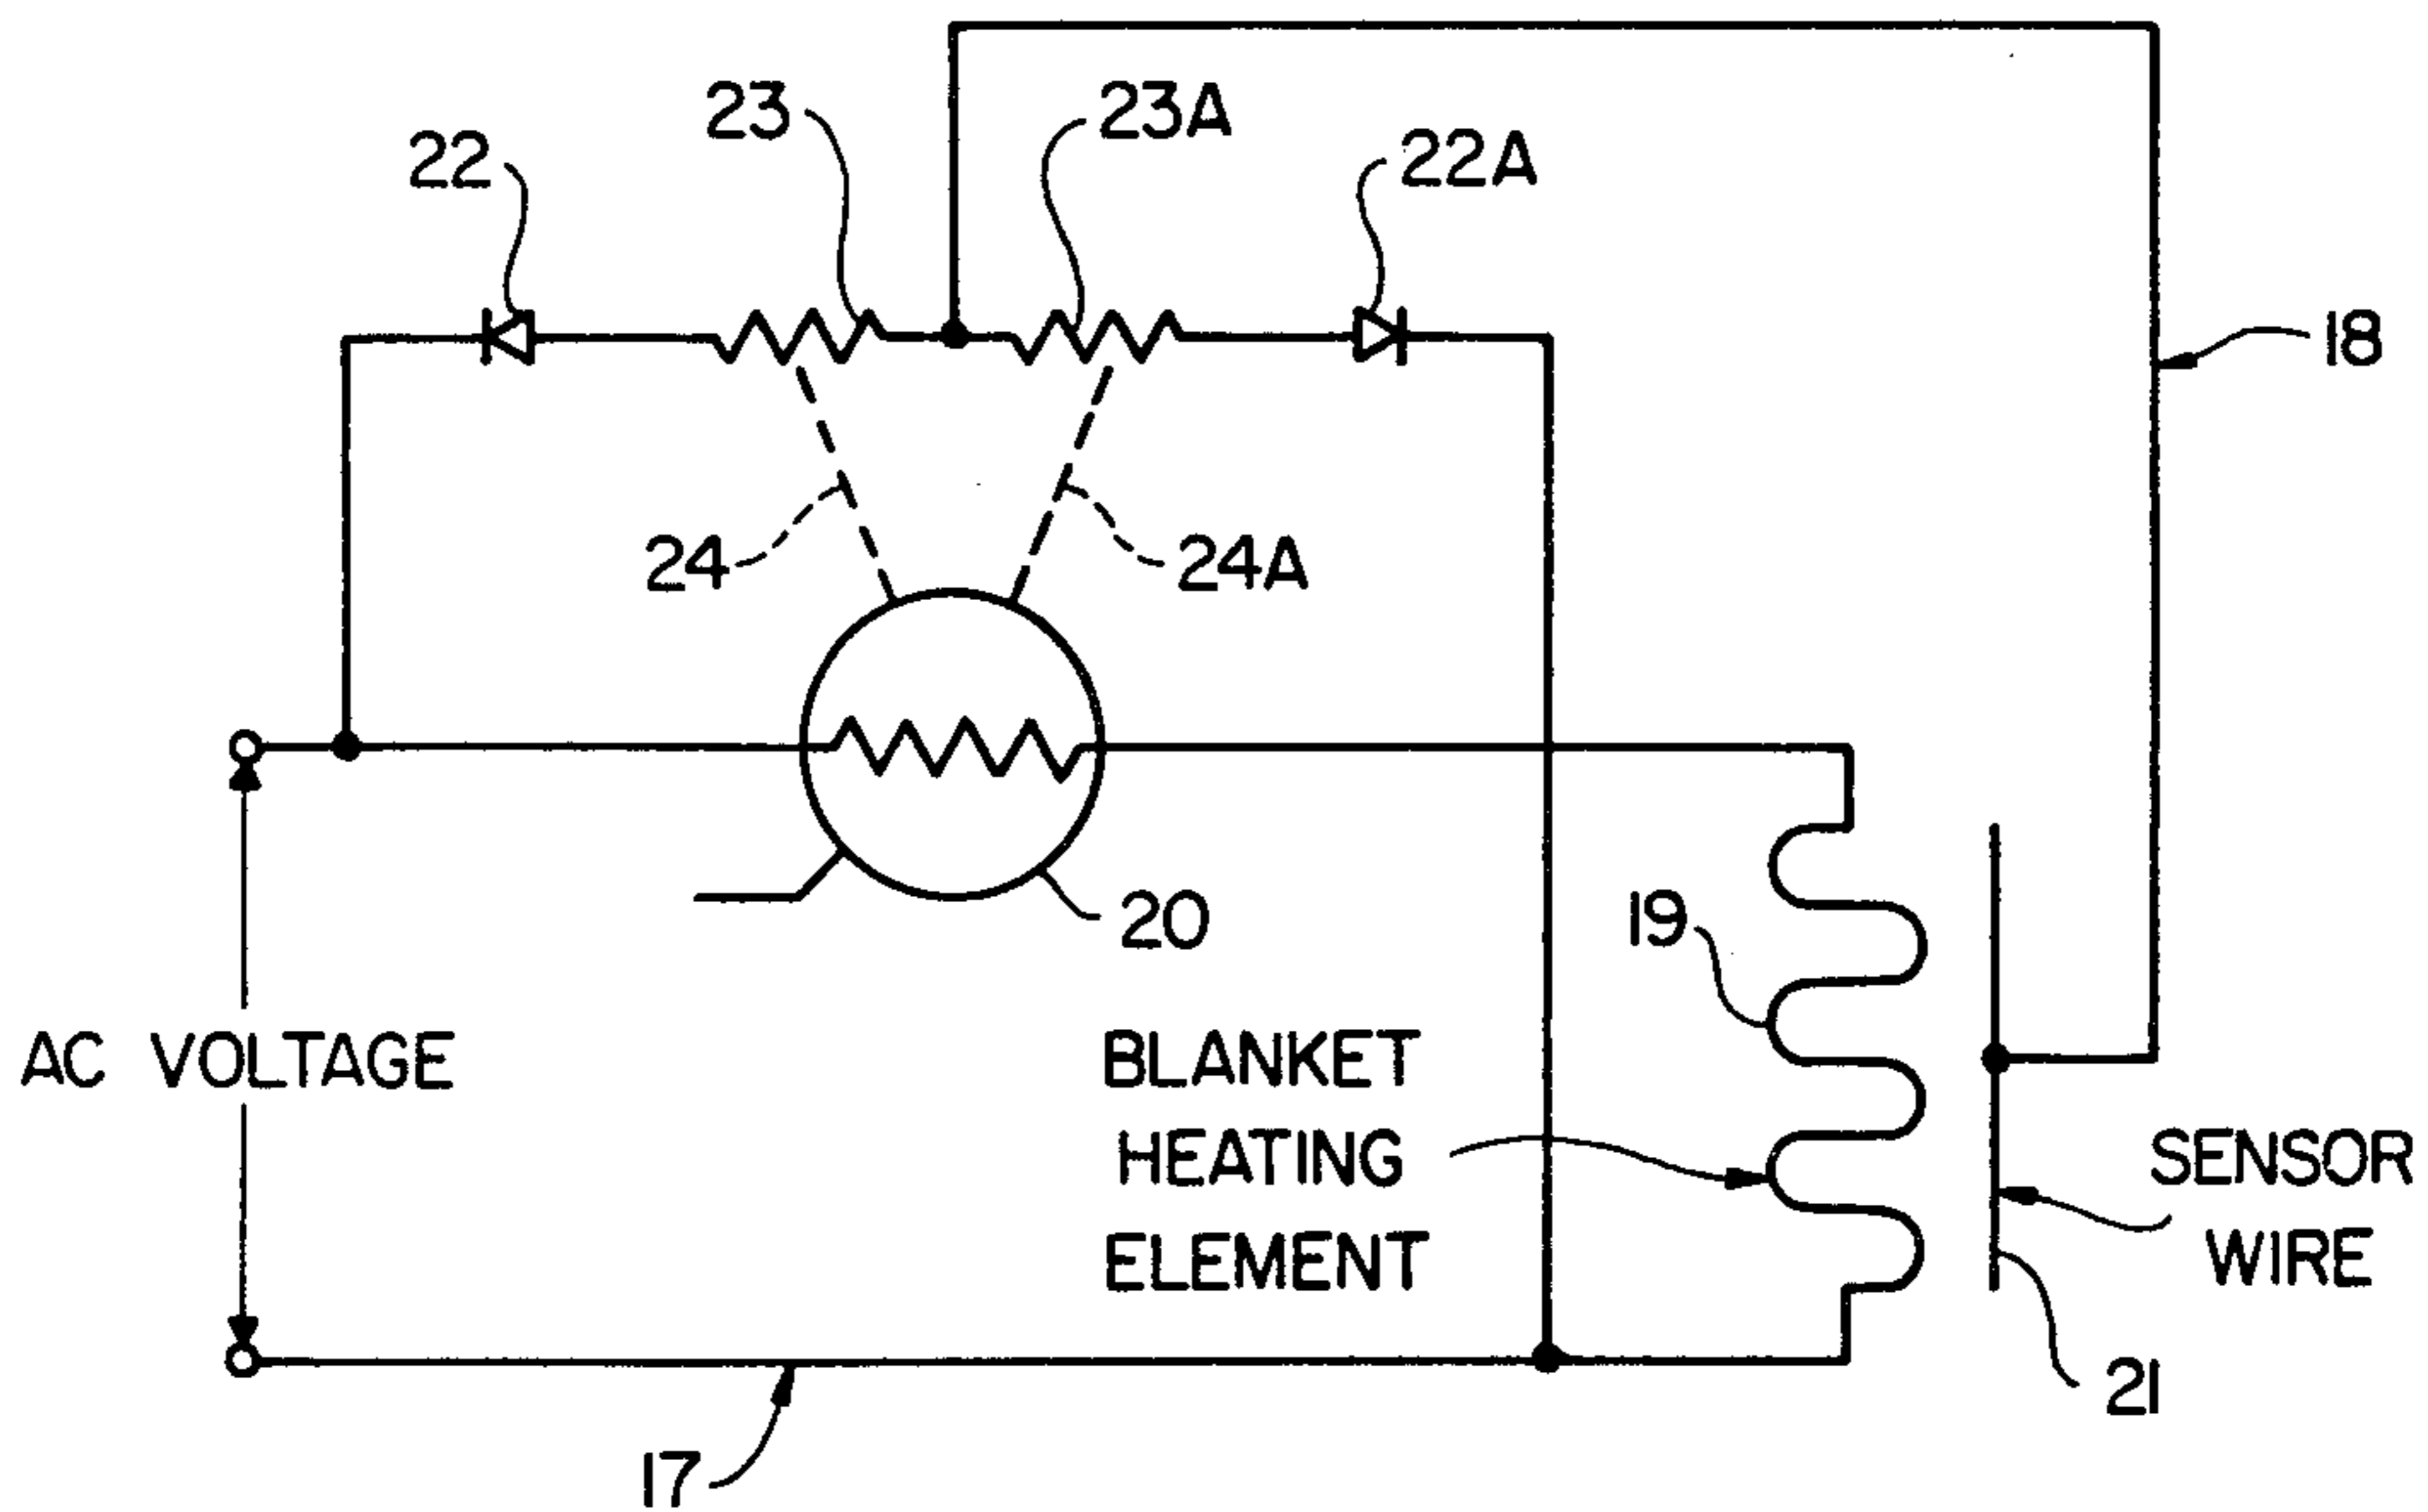 23
23A
22
22A
18
24
24A
20
19
AC VOLTAGE
BLANKET
HEATING
ELEMENT
SENSOR
WIRE
21
17